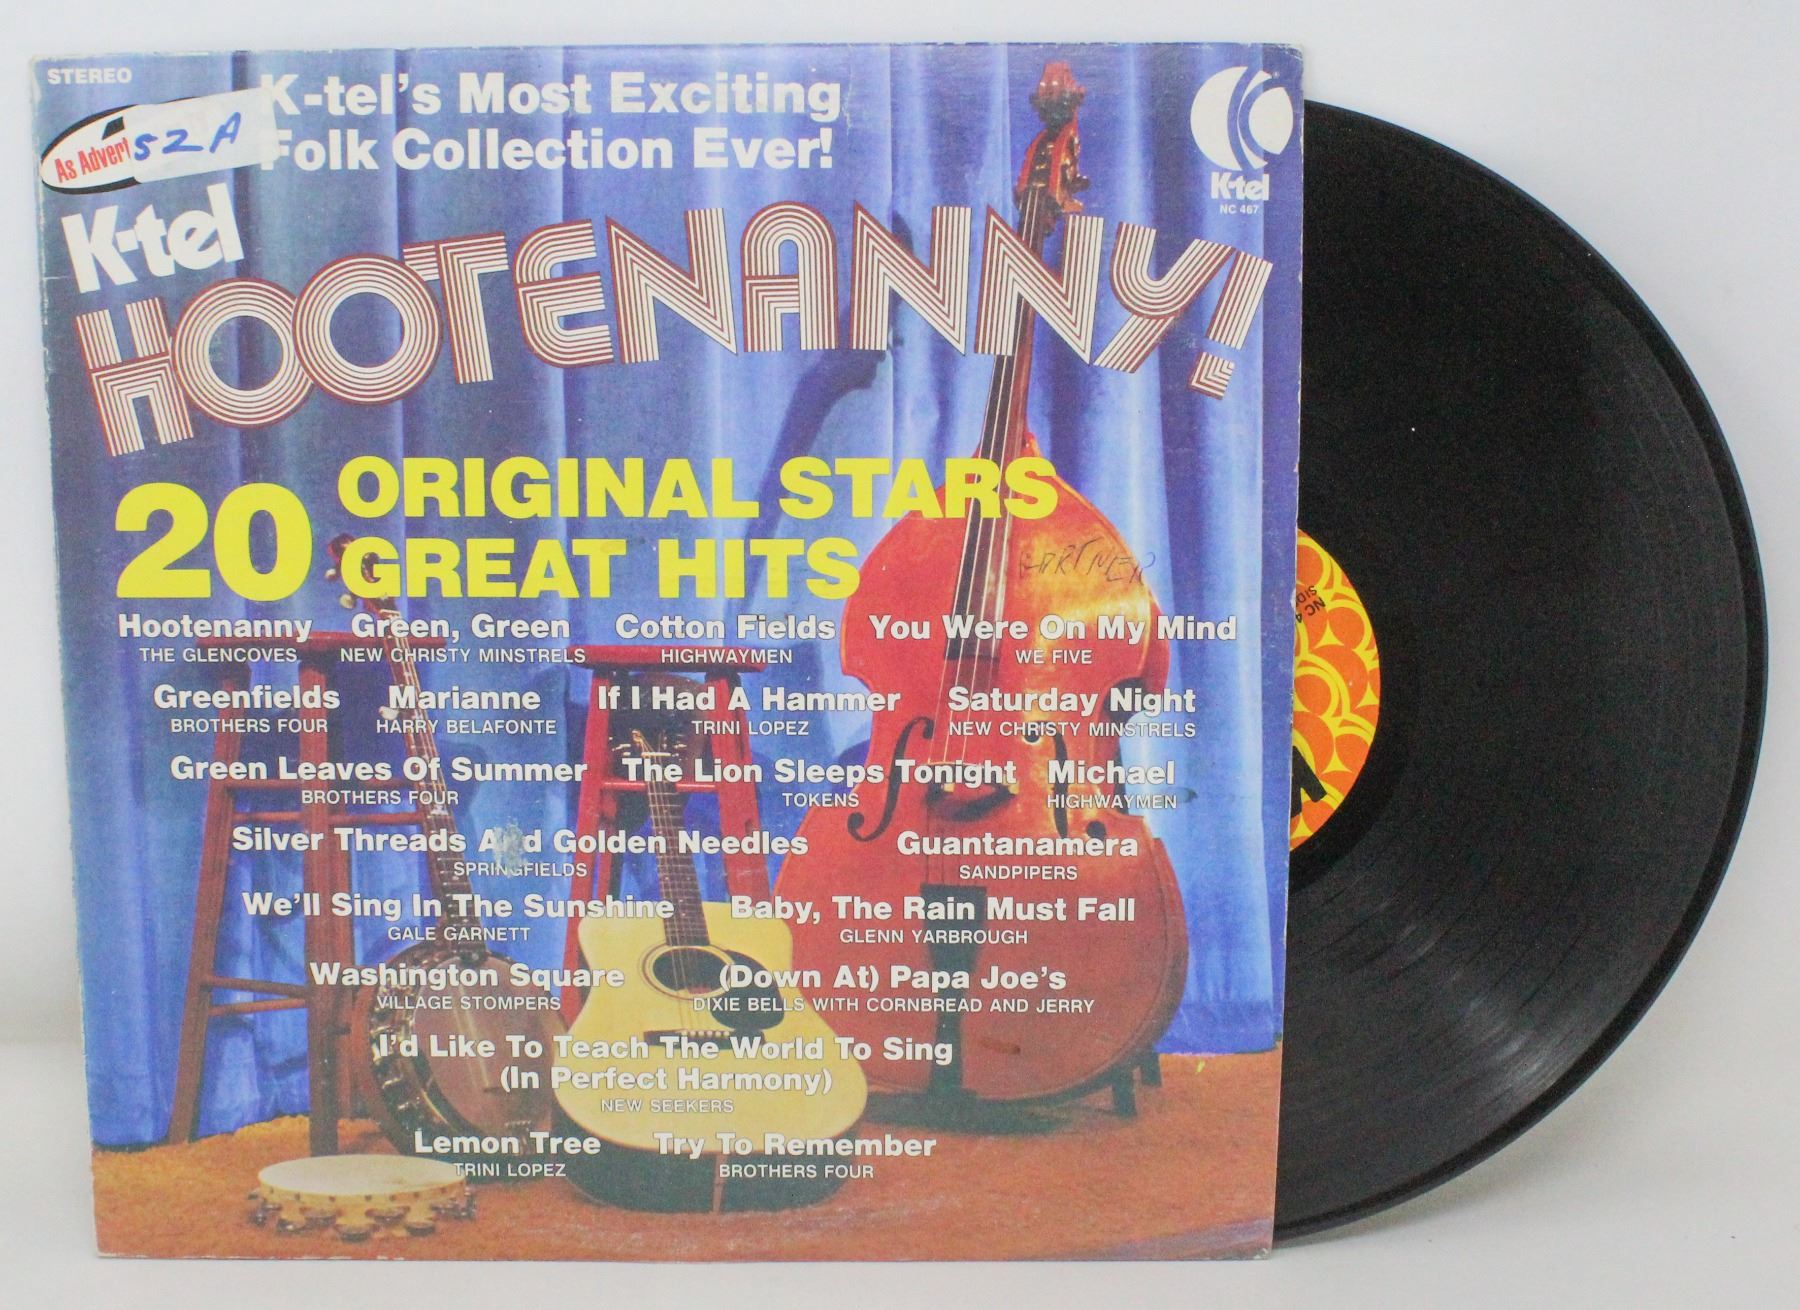 STEREO
K-tel's Most Exciting
Folk Collection Ever!
As Advert
52 A
K-tel
NC 467
K-tel
HOOTENANNY!
20 ORIGINAL STARS
GREAT HITS
GARTNER
Hootenanny Green, Green Cotton Fields You Were On My Mind
THE GLENCOVES NEW CHRISTY MINSTRELS HIGHWAYMEN WE FIVE
Greenfields Marianne If I Had A Hammer Saturday Night
BROTHERS FOUR HARRY BELAFONTE TRINI LOPEZ NEW CHRISTY MINSTRELS
Green Leaves Of Summer The Lion Sleeps Tonight Michael
BROTHERS FOUR TOKENS HIGHWAYMEN
Silver Threads And Golden Needles Guantanamera
SPRINGFIELDS SANDPIPERS
We'll Sing In The Sunshine Baby, The Rain Must Fall
GALE GARNETT GLENN YARBROUGH
Washington Square (Down At) Papa Joe's
VILLAGE STOMPERS DIXIE BELLS WITH CORNBREAD AND JERRY
I'd Like To Teach The World To Sing
(In Perfect Harmony)
NEW SEEKERS
Lemon Tree Try To Remember
TRINI LOPEZ BROTHERS FOUR